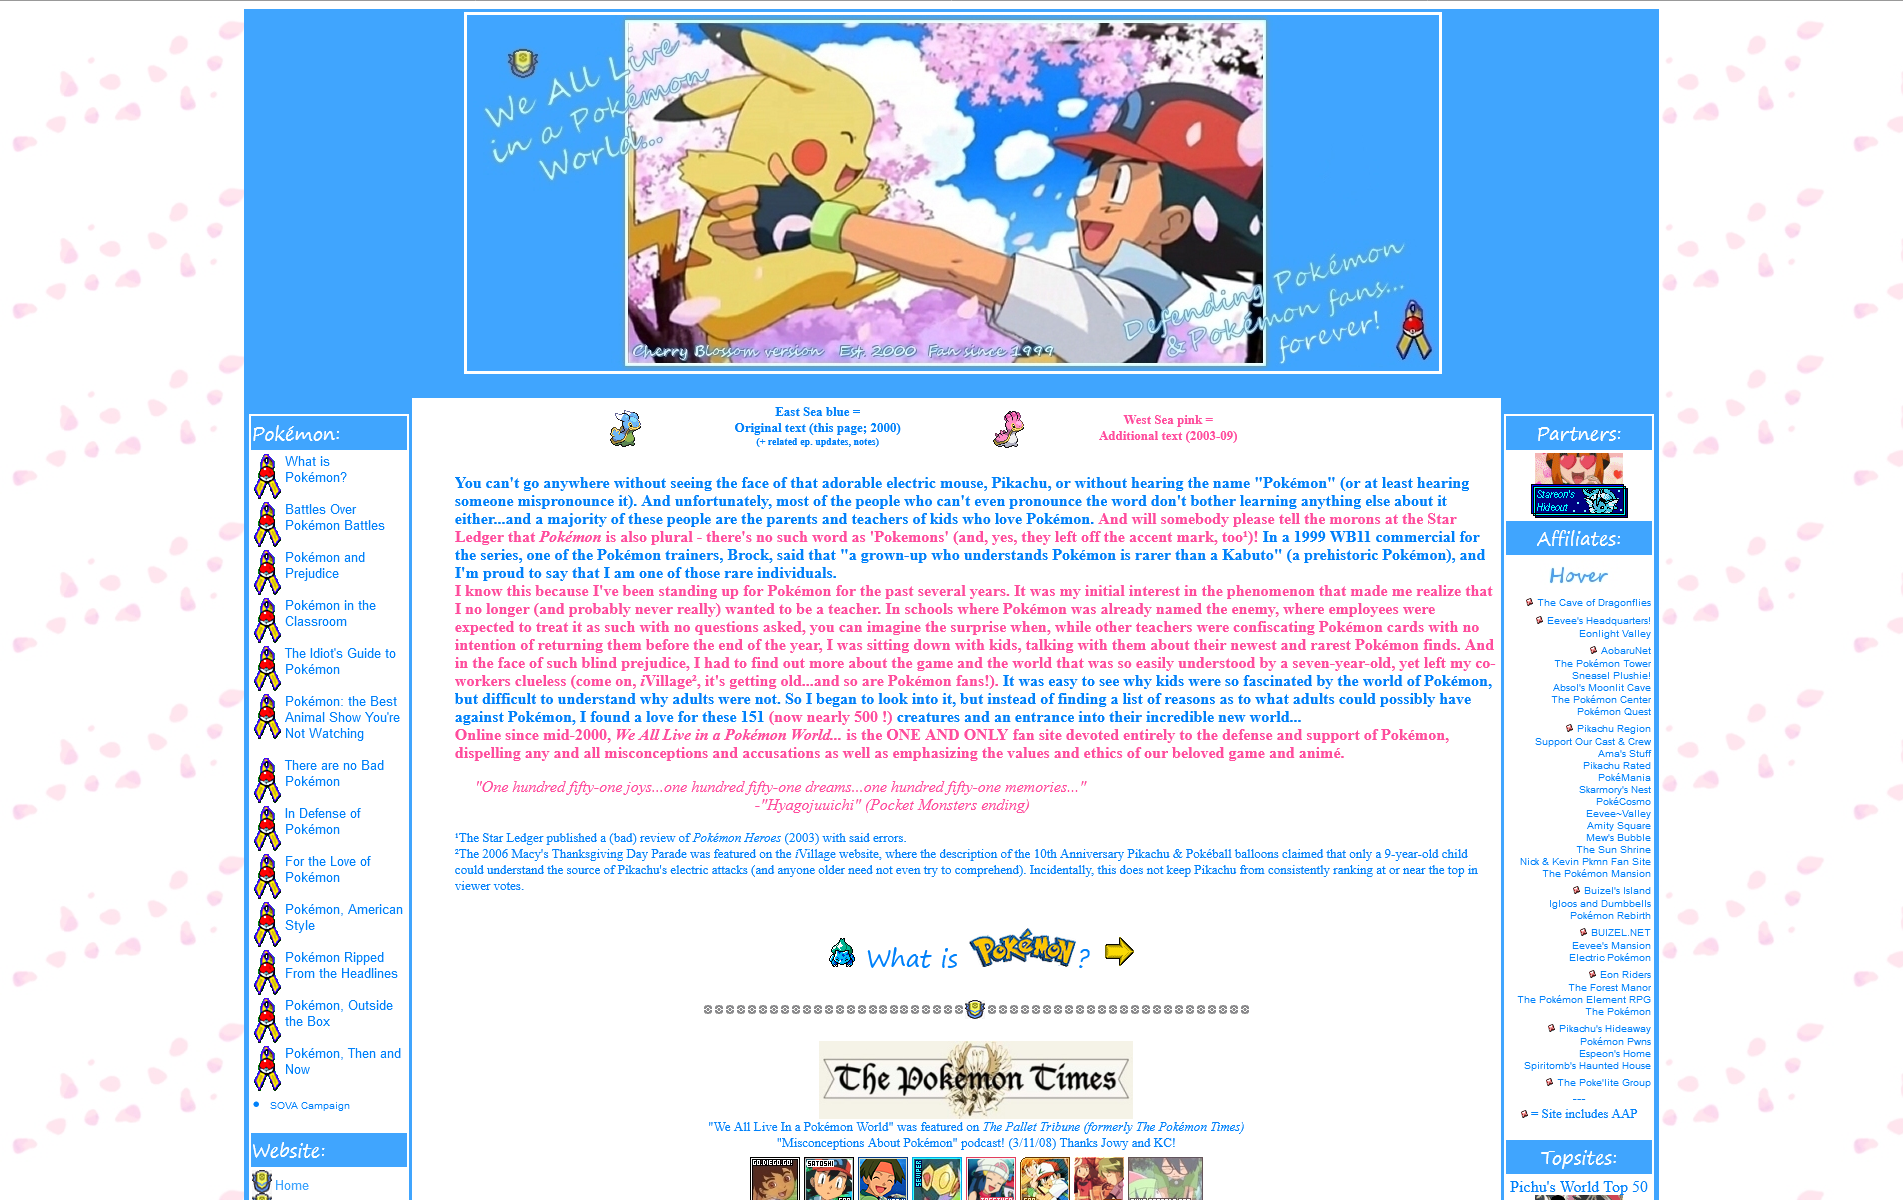 We All Live
in a Pokémon
World...
Defending Pokémon
& Pokémon fans...
forever!
Cherry Blossom version Est. 2000 Fan since 1999
Pokémon:
What is
Pokémon?
Battles Over
Pokémon Battles
Pokémon and
Prejudice
Pokémon in the
Classroom
The Idiot's Guide to
Pokémon
Pokémon: the Best
Animal Show You're
Not Watching
There are no Bad
Pokémon
In Defense of
Pokémon
For the Love of
Pokémon
Pokémon, American
Style
Pokémon Ripped
From the Headlines
Pokémon, Outside
the Box
Pokémon, Then and
Now
SOVA Campaign
Website:
Home
East Sea blue =
Original text (this page; 2000)
(+ related ep. updates, notes)
West Sea pink =
Additional text (2003-09)
You can't go anywhere without seeing the face of that adorable electric mouse, Pikachu, or without hearing the name "Pokémon" (or at least hearing
someone mispronounce it). And unfortunately, most of the people who can't even pronounce the word don't bother learning anything else about it
either...and a majority of these people are the parents and teachers of kids who love Pokémon. And will somebody please tell the morons at the Star
Ledger that Pokémon is also plural - there's no such word as 'Pokemons' (and, yes, they left off the accent mark, too¹)! In a 1999 WB11 commercial for
the series, one of the Pokémon trainers, Brock, said that "a grown-up who understands Pokémon is rarer than a Kabuto" (a prehistoric Pokémon), and
I'm proud to say that I am one of those rare individuals.
I know this because I've been standing up for Pokémon for the past several years. It was my initial interest in the phenomenon that made me realize that
I no longer (and probably never really) wanted to be a teacher. In schools where Pokémon was already named the enemy, where employees were
expected to treat it as such with no questions asked, you can imagine the surprise when, while other teachers were confiscating Pokémon cards with no
intention of returning them before the end of the year, I was sitting down with kids, talking with them about their newest and rarest Pokémon finds. And
in the face of such blind prejudice, I had to find out more about the game and the world that was so easily understood by a seven-year-old, yet left my co-
workers clueless (come on, iVillage², it's getting old...and so are Pokémon fans!). It was easy to see why kids were so fascinated by the world of Pokémon,
but difficult to understand why adults were not. So I began to look into it, but instead of finding a list of reasons as to what adults could possibly have
against Pokémon, I found a love for these 151 (now nearly 500 !) creatures and an entrance into their incredible new world...
Online since mid-2000, We All Live in a Pokémon World... is the ONE AND ONLY fan site devoted entirely to the defense and support of Pokémon,
dispelling any and all misconceptions and accusations as well as emphasizing the values and ethics of our beloved game and animé.
"One hundred fifty-one joys...one hundred fifty-one dreams...one hundred fifty-one memories..."
-"Hyagojuuichi" (Pocket Monsters ending)
¹The Star Ledger published a (bad) review of Pokémon Heroes (2003) with said errors.
²The 2006 Macy's Thanksgiving Day Parade was featured on the iVillage website, where the description of the 10th Anniversary Pikachu & Pokéball balloons claimed that only a 9-year-old child
could understand the source of Pikachu's electric attacks (and anyone older need not even try to comprehend). Incidentally, this does not keep Pikachu from consistently ranking at or near the top in
viewer votes.
What is POKéMON ?
The Pokemon Times
"We All Live In a Pokémon World" was featured on The Pallet Tribune (formerly The Pokémon Times)
"Misconceptions About Pokémon" podcast! (3/11/08) Thanks Jowy and KC!
GO,DIEGO,GO!
SATOSHI
SEVIPER
Partners:
Stareon's
Hideout
Affiliates:
Hover
The Cave of Dragonflies
Eevee's Headquarters!
Eonlight Valley
AobaruNet
The Pokémon Tower
Sneasel Plushie!
Absol's Moonlit Cave
The Pokémon Center
Pokémon Quest
Pikachu Region
Support Our Cast & Crew
Ama's Stuff
Pikachu Rated
PokéMania
Skarmory's Nest
PokéCosmo
Eevee~Valley
Amity Square
Mew's Bubble
The Sun Shrine
Nick & Kevin Pkmn Fan Site
The Pokémon Mansion
Buizel's Island
Igloos and Dumbbells
Pokémon Rebirth
BUIZEL.NET
Eevee's Mansion
Electric Pokémon
Eon Riders
The Forest Manor
The Pokémon Element RPG
The Pokémon
Pikachu's Hideaway
Pokémon Pwns
Espeon's Home
Spiritomb's Haunted House
The Poke'lite Group
---
= Site includes AAP
Topsites:
Pichu's World Top 50